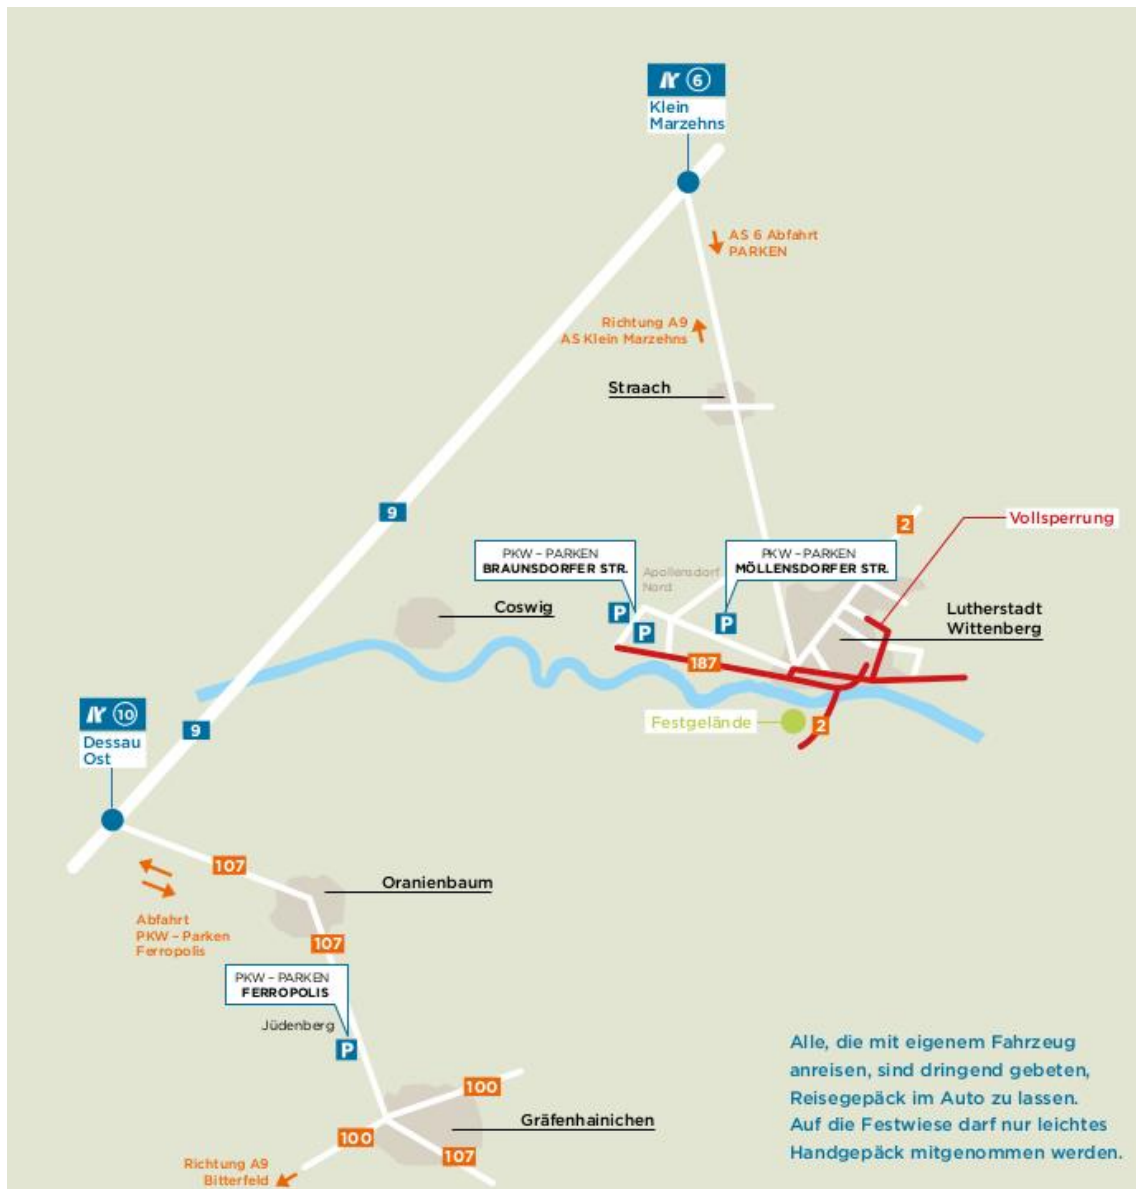 6
Klein
Marzehns
AS 6 Abfahrt
PARKEN
Richtung A9
AS Klein Marzehns
Straach
9
2
Vollsperrung
PKW – PARKEN
BRAUNSDORFER STR.
Apollensdorf
Nord
PKW – PARKEN
MÖLLENSDORFER STR.
Coswig
P
P
P
Lutherstadt
Wittenberg
187
10
Dessau
Ost
9
Festgelände
2
107
Oranienbaum
Abfahrt
PKW – Parken
Ferropolis
107
PKW – PARKEN
FERROPOLIS
Jüdenberg
P
100
Gräfenhainichen
100
107
Richtung A9
Bitterfeld
Alle, die mit eigenem Fahrzeug
anreisen, sind dringend gebeten,
Reisegepäck im Auto zu lassen.
Auf die Festwiese darf nur leichtes
Handgepäck mitgenommen werden.